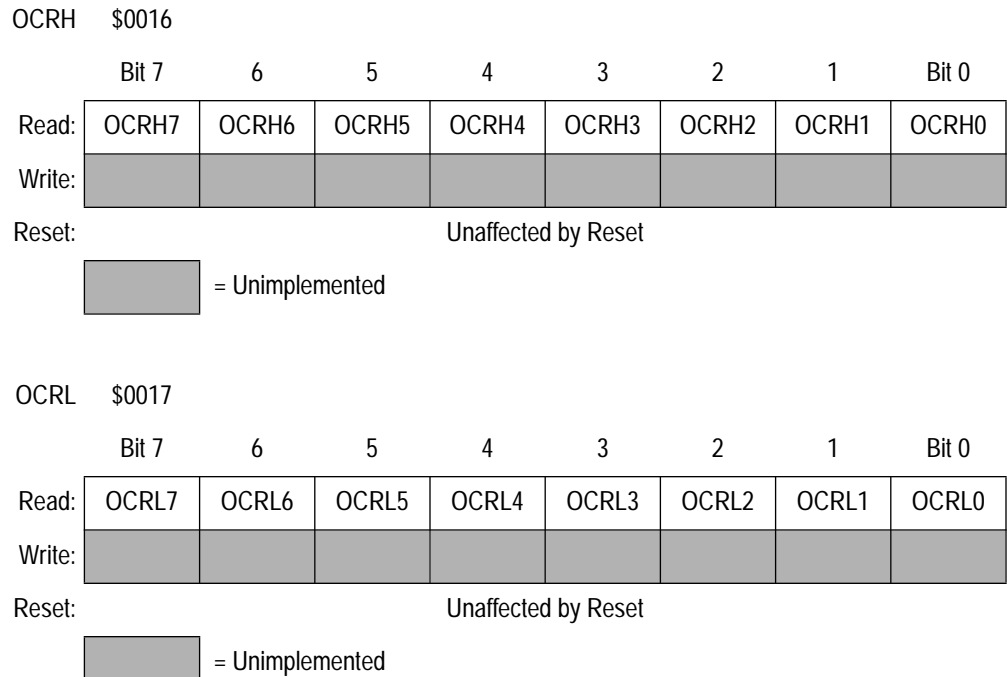 OCRH $0016
Bit 7 6 5 4 3 2 1 Bit 0
Read: OCRH7 OCRH6 OCRH5 OCRH4 OCRH3 OCRH2 OCRH1 OCRH0
Write:
Reset: Unaffected by Reset
= Unimplemented
OCRL $0017
Bit 7 6 5 4 3 2 1 Bit 0
Read: OCRL7 OCRL6 OCRL5 OCRL4 OCRL3 OCRL2 OCRL1 OCRL0
Write:
Reset: Unaffected by Reset
= Unimplemented